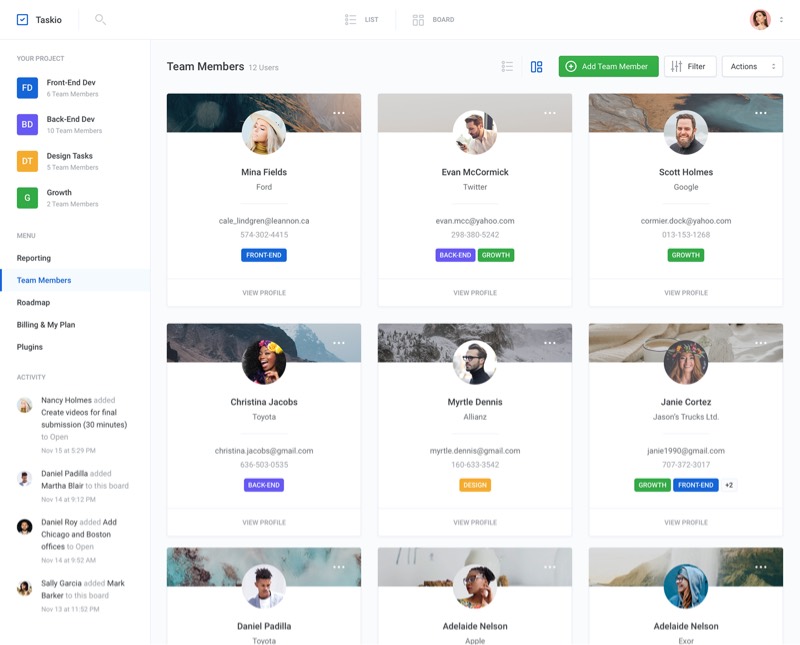 Taskio
LIST
BOARD
YOUR PROJECT
FD
Front-End Dev
6 Team Members
BD
Back-End Dev
10 Team Members
DT
Design Tasks
5 Team Members
G
Growth
2 Team Members
MENU
Reporting
Team Members
Roadmap
Billing & My Plan
Plugins
ACTIVITY
Nancy Holmes added
Create videos for final
submission (30 minutes)
to Open
Nov 15 at 5:29 PM
Daniel Padilla added
Martha Blair to this board
Nov 14 at 9:12 PM
Daniel Roy added Add
Chicago and Boston
offices to Open
Nov 14 at 9:52 AM
Sally Garcia added Mark
Barker to this board
Nov 13 at 11:52 PM
Team Members 12 Users
Add Team Member
Filter
Actions
Mina Fields
Ford
cale_lindgren@leannon.ca
574-302-4415
FRONT-END
VIEW PROFILE
Evan McCormick
Twitter
evan.mcc@yahoo.com
298-380-5242
BACK-END GROWTH
VIEW PROFILE
Scott Holmes
Google
cormier.dock@yahoo.com
013-153-1268
GROWTH
VIEW PROFILE
Christina Jacobs
Toyota
christina.jacobs@gmail.com
636-503-0535
BACK-END
VIEW PROFILE
Myrtle Dennis
Allianz
myrtle.dennis@gmail.com
160-633-3542
DESIGN
VIEW PROFILE
Janie Cortez
Jason's Trucks Ltd.
janie1990@gmail.com
707-372-3017
GROWTH FRONT-END +2
VIEW PROFILE
Daniel Padilla
Toyota
Adelaide Nelson
Apple
Adelaide Nelson
Exor